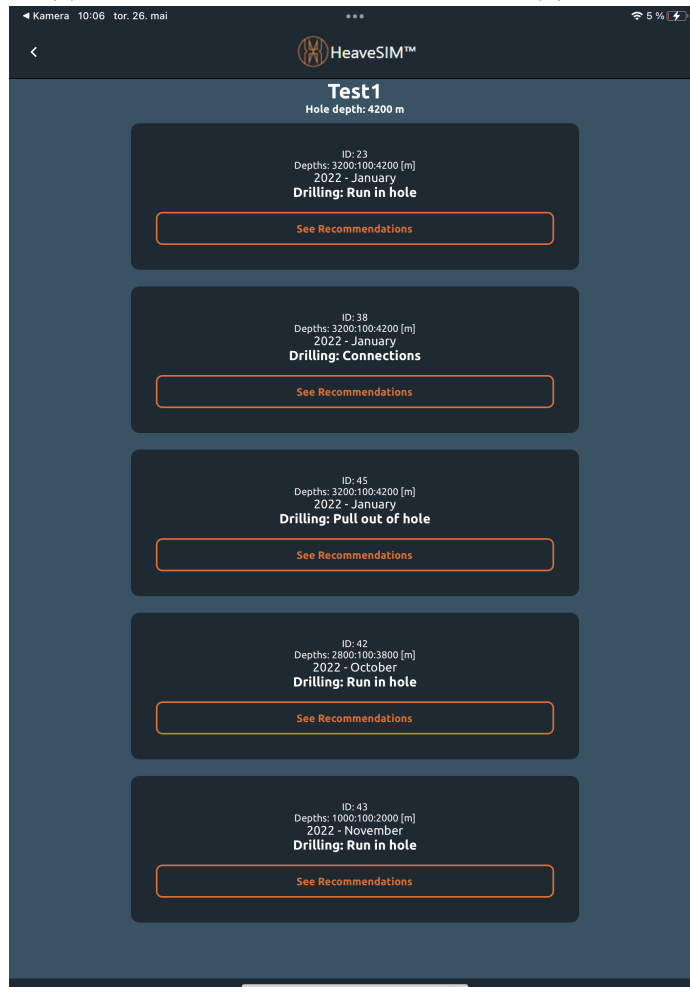 ◀ Kamera 10:06 tor. 26. mai 5 %
HeaveSIM™
Test1
Hole depth: 4200 m
ID: 23
Depths: 3200:100:4200 [m]
2022 - January
Drilling: Run in hole
See Recommendations
ID: 38
Depths: 3200:100:4200 [m]
2022 - January
Drilling: Connections
See Recommendations
ID: 45
Depths: 3200:100:4200 [m]
2022 - January
Drilling: Pull out of hole
See Recommendations
ID: 42
Depths: 2800:100:3800 [m]
2022 - October
Drilling: Run in hole
See Recommendations
ID: 43
Depths: 1000:100:2000 [m]
2022 - November
Drilling: Run in hole
See Recommendations